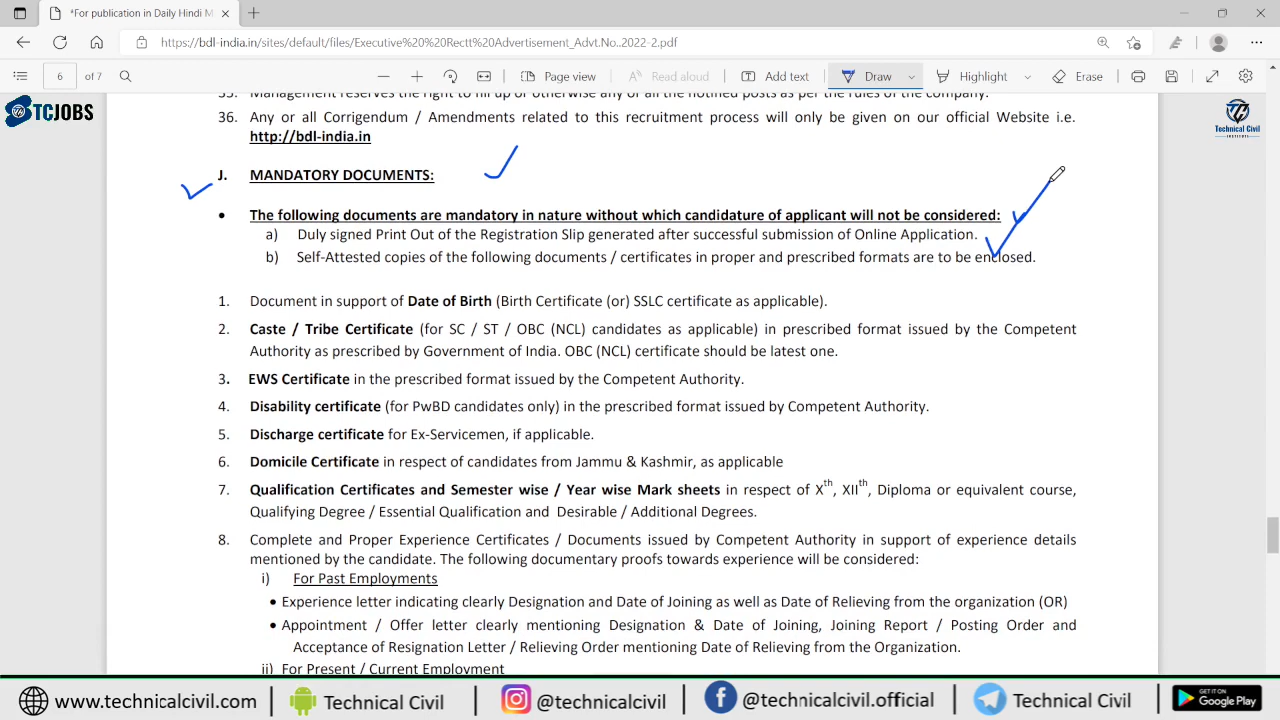 *For publication in Daily Hindi M
https://bdl-india.in/sites/default/files/Executive%20%20Rectt%20Advertisement_Advt.No..2022-2.pdf
6 of 7
Page view
Read aloud
Add text
Draw
Highlight
Erase
STCJOBS
Technical Civil
35. Management reserves the right to fill up or otherwise any or all the notified posts as per the rules of the company.
36. Any or all Corrigendum / Amendments related to this recruitment process will only be given on our official Website i.e.
http://bdl-india.in
J. MANDATORY DOCUMENTS:
• The following documents are mandatory in nature without which candidature of applicant will not be considered:
a) Duly signed Print Out of the Registration Slip generated after successful submission of Online Application.
b) Self-Attested copies of the following documents / certificates in proper and prescribed formats are to be enclosed.
1. Document in support of Date of Birth (Birth Certificate (or) SSLC certificate as applicable).
2. Caste / Tribe Certificate (for SC / ST / OBC (NCL) candidates as applicable) in prescribed format issued by the Competent
Authority as prescribed by Government of India. OBC (NCL) certificate should be latest one.
3. EWS Certificate in the prescribed format issued by the Competent Authority.
4. Disability certificate (for PwBD candidates only) in the prescribed format issued by Competent Authority.
5. Discharge certificate for Ex-Servicemen, if applicable.
6. Domicile Certificate in respect of candidates from Jammu & Kashmir, as applicable
7. Qualification Certificates and Semester wise / Year wise Mark sheets in respect of Xth, XIIth, Diploma or equivalent course,
Qualifying Degree / Essential Qualification and Desirable / Additional Degrees.
8. Complete and Proper Experience Certificates / Documents issued by Competent Authority in support of experience details
mentioned by the candidate. The following documentary proofs towards experience will be considered:
i) For Past Employments
• Experience letter indicating clearly Designation and Date of Joining as well as Date of Relieving from the organization (OR)
• Appointment / Offer letter clearly mentioning Designation & Date of Joining, Joining Report / Posting Order and
Acceptance of Resignation Letter / Relieving Order mentioning Date of Relieving from the Organization.
ii) For Present / Current Employment
www.technicalcivil.com
Technical Civil
@technicalcivil
@technicalcivil.official
Technical Civil
GET IT ON
Google Play